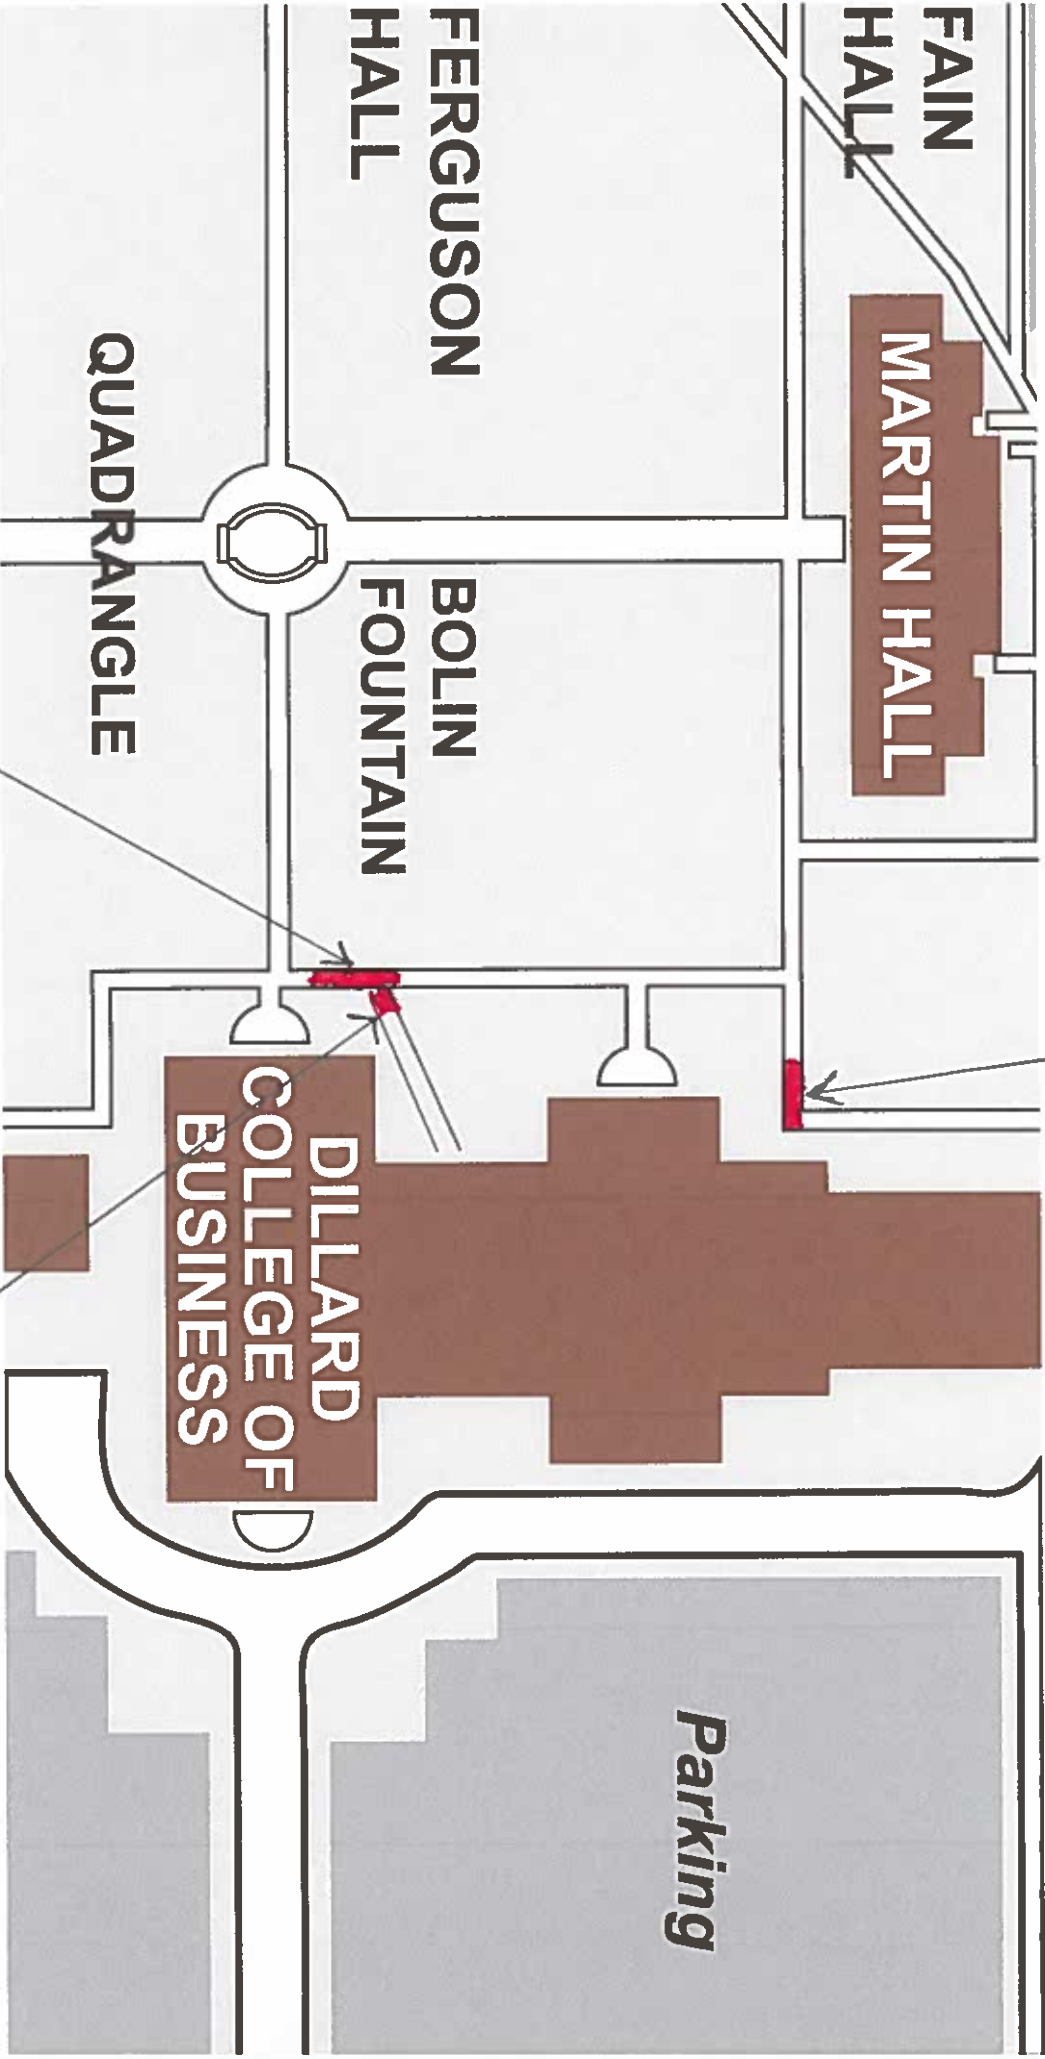 FAIN
HALL
FERGUSON
HALL
MARTIN HALL
QUADRANGLE
BOLIN
FOUNTAIN
DILLARD
COLLEGE OF
BUSINESS
Parking